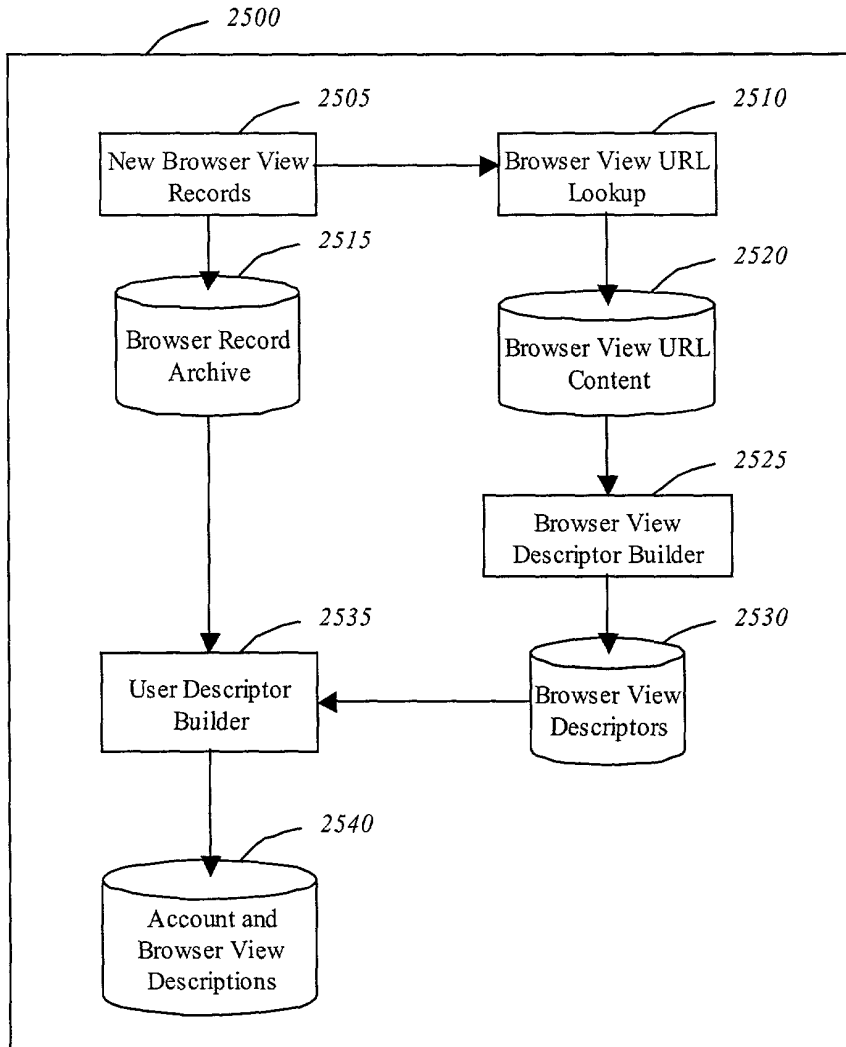 2500
2505
2510
New Browser View
Records
Browser View URL
Lookup
2515
2520
Browser Record
Archive
Browser View URL
Content
2525
Browser View
Descriptor Builder
2535
2530
User Descriptor
Builder
Browser View
Descriptors
2540
Account and
Browser View
Descriptions